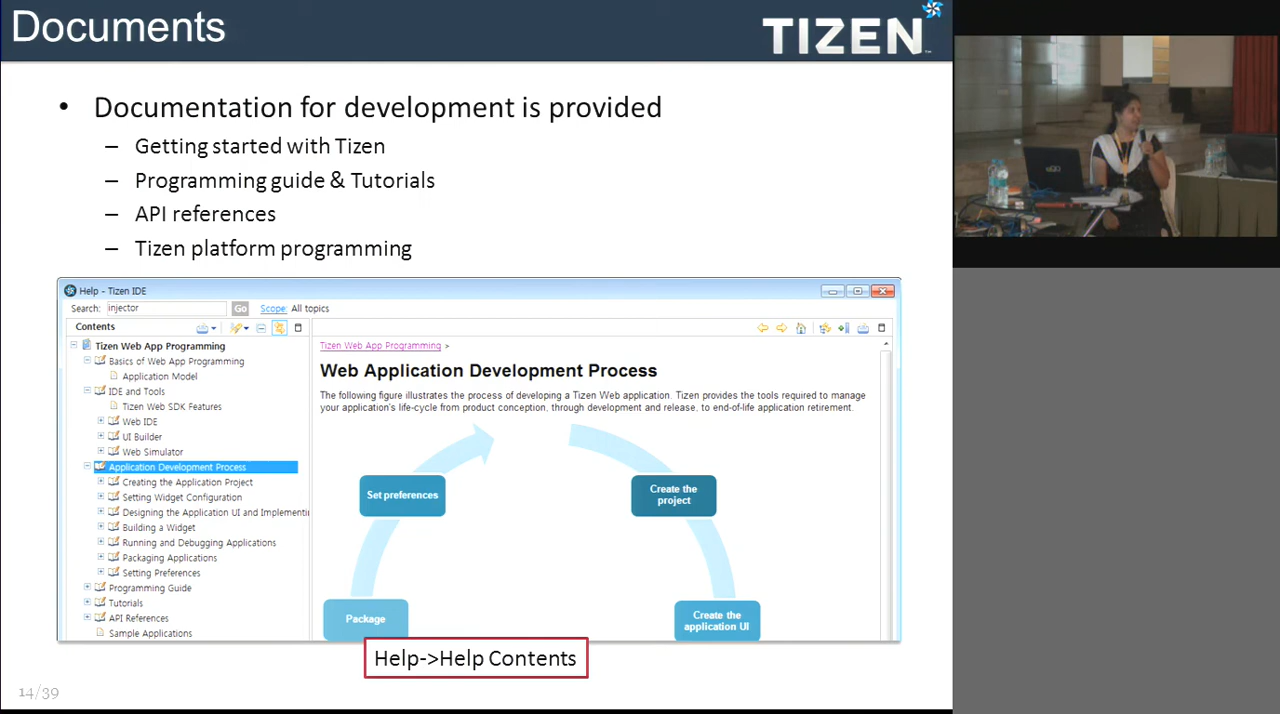 Documents
TIZEN
• Documentation for development is provided
– Getting started with Tizen
– Programming guide & Tutorials
– API references
– Tizen platform programming
Help - Tizen IDE
Search: injector Go Scope: All topics
Contents
Tizen Web App Programming
Basics of Web App Programming
Application Model
IDE and Tools
Tizen Web SDK Features
Web IDE
UI Builder
Web Simulator
Application Development Process
Creating the Application Project
Setting Widget Configuration
Designing the Application UI and Implementin
Building a Widget
Running and Debugging Applications
Packaging Applications
Setting Preferences
Programming Guide
Tutorials
API References
Sample Applications
Tizen Web App Programming >
Web Application Development Process
The following figure illustrates the process of developing a Tizen Web application. Tizen provides the tools required to manage
your application's life-cycle from product conception, through development and release, to end-of-life application retirement.
Set preferences
Create the
project
Package
Create the
application UI
Help->Help Contents
14/39